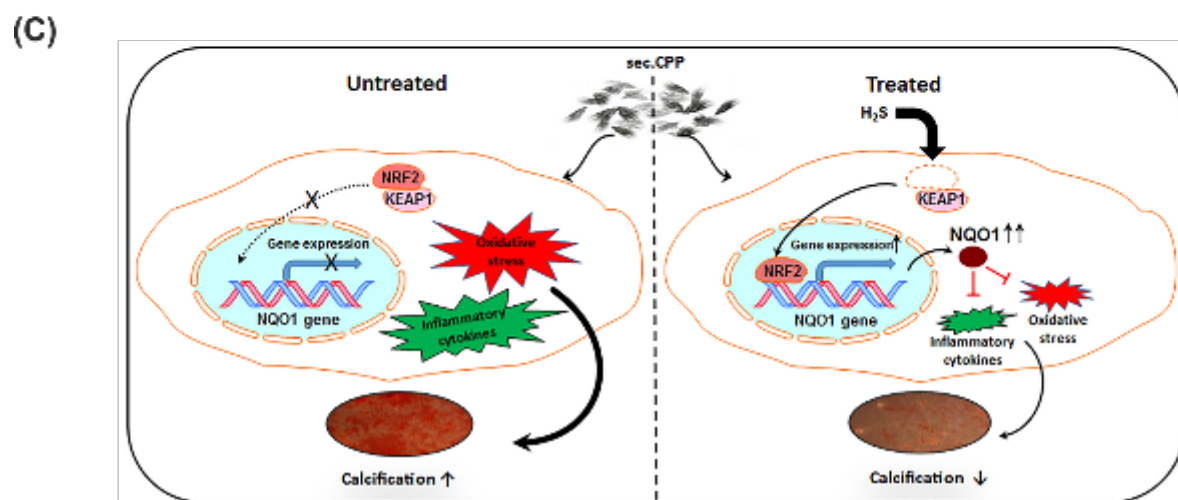 (C)
sec.CPP
Untreated
NRF2
KEAP1
X
Gene expression
X
NQO1 gene
Oxidative
stress
Inflammatory
cytokines
Calcification ↑
Treated
H₂S
KEAP1
Gene expression↑
NRF2
NQO1 gene
NQO1 ↑↑
Oxidative
stress
Inflammatory
cytokines
Calcification ↓